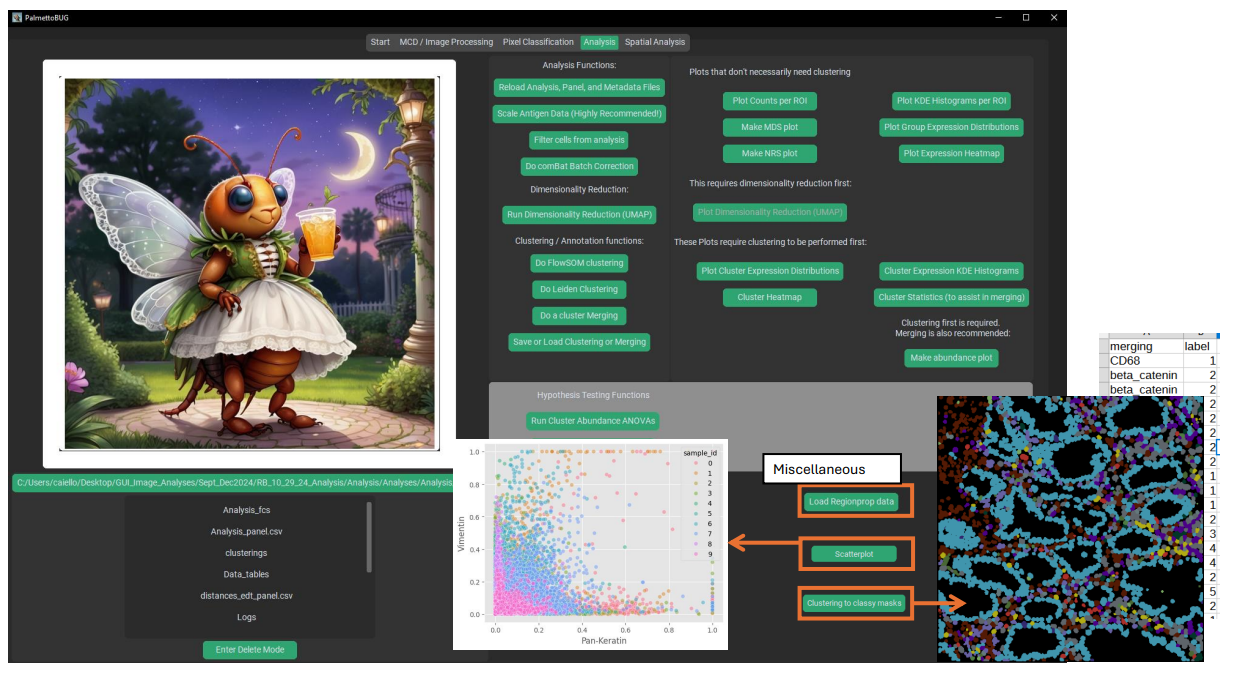 PalmettoBUG
Start MCD / Image Processing Pixel Classification Analysis Spatial Analysis
Analysis Functions:
Reload Analysis, Panel, and Metadata Files
Scale Antigen Data (Highly Recommended!)
Filter cells from analysis
Do comBat Batch Correction
Dimensionality Reduction:
Run Dimensionality Reduction (UMAP)
Clustering / Annotation functions:
Do FlowSOM clustering
Do Leiden Clustering
Do a cluster Merging
Save or Load Clustering or Merging
Plots that don't necessarily need clustering
Plot Counts per ROI
Plot KDE Histograms per ROI
Make MDS plot
Plot Group Expression Distributions
Make NRS plot
Plot Expression Heatmap
This requires dimensionality reduction first:
Plot Dimensionality Reduction (UMAP)
These Plots require clustering to be performed first:
Plot Cluster Expression Distributions
Cluster Expression KDE Histograms
Cluster Heatmap
Cluster Statistics (to assist in merging)
Clustering first is required.
Merging is also recommended:
Make abundance plot
Hypothesis Testing Functions
Run Cluster Abundance ANOVAs
C:/Users/caiello/Desktop/GUI_Image_Analyses/Sept_Dec2024/RB_10_29_24_Analysis/Analysis/Analyses/Analysis
Analysis_fcs
Analysis_panel.csv
clusterings
Data_tables
distances_edt_panel.csv
Logs
Enter Delete Mode
Vimentin
1.0
0.8
0.6
0.4
0.2
0.0
0.0 0.2 0.4 0.6 0.8 1.0
Pan-Keratin
sample_id
0
1
2
3
4
5
6
7
8
9
Miscellaneous
Load Regionprop data
Scatterplot
Clustering to classy masks
merging label
CD68 1
beta_catenin 2
beta_catenin 2
2
2
2
2
2
1
1
1
2
3
4
4
2
5
2